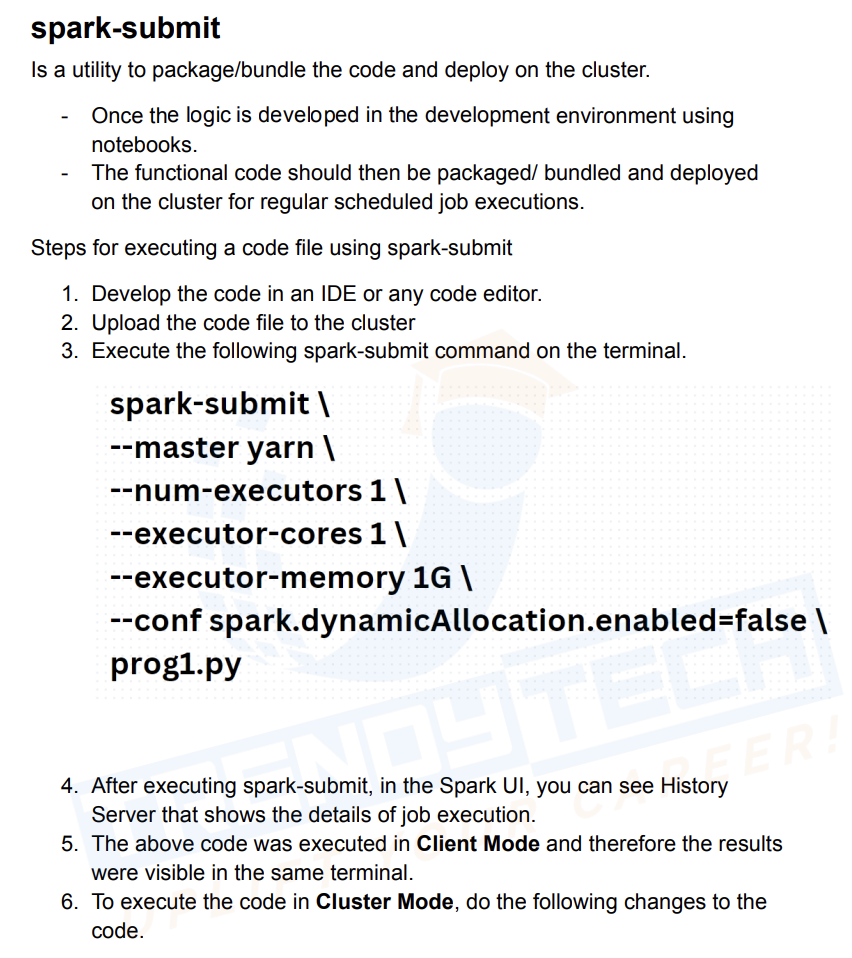 spark-submit
Is a utility to package/bundle the code and deploy on the cluster.
- Once the logic is developed in the development environment using
notebooks.
- The functional code should then be packaged/ bundled and deployed
on the cluster for regular scheduled job executions.
Steps for executing a code file using spark-submit
1. Develop the code in an IDE or any code editor.
2. Upload the code file to the cluster
3. Execute the following spark-submit command on the terminal.
spark-submit \
--master yarn \
--num-executors 1 \
--executor-cores 1 \
--executor-memory 1G \
--conf spark.dynamicAllocation.enabled=false \
prog1.py
TRENDYTECH
UPLIFT YOUR CAREER!
4. After executing spark-submit, in the Spark UI, you can see History
Server that shows the details of job execution.
5. The above code was executed in Client Mode and therefore the results
were visible in the same terminal.
6. To execute the code in Cluster Mode, do the following changes to the
code.